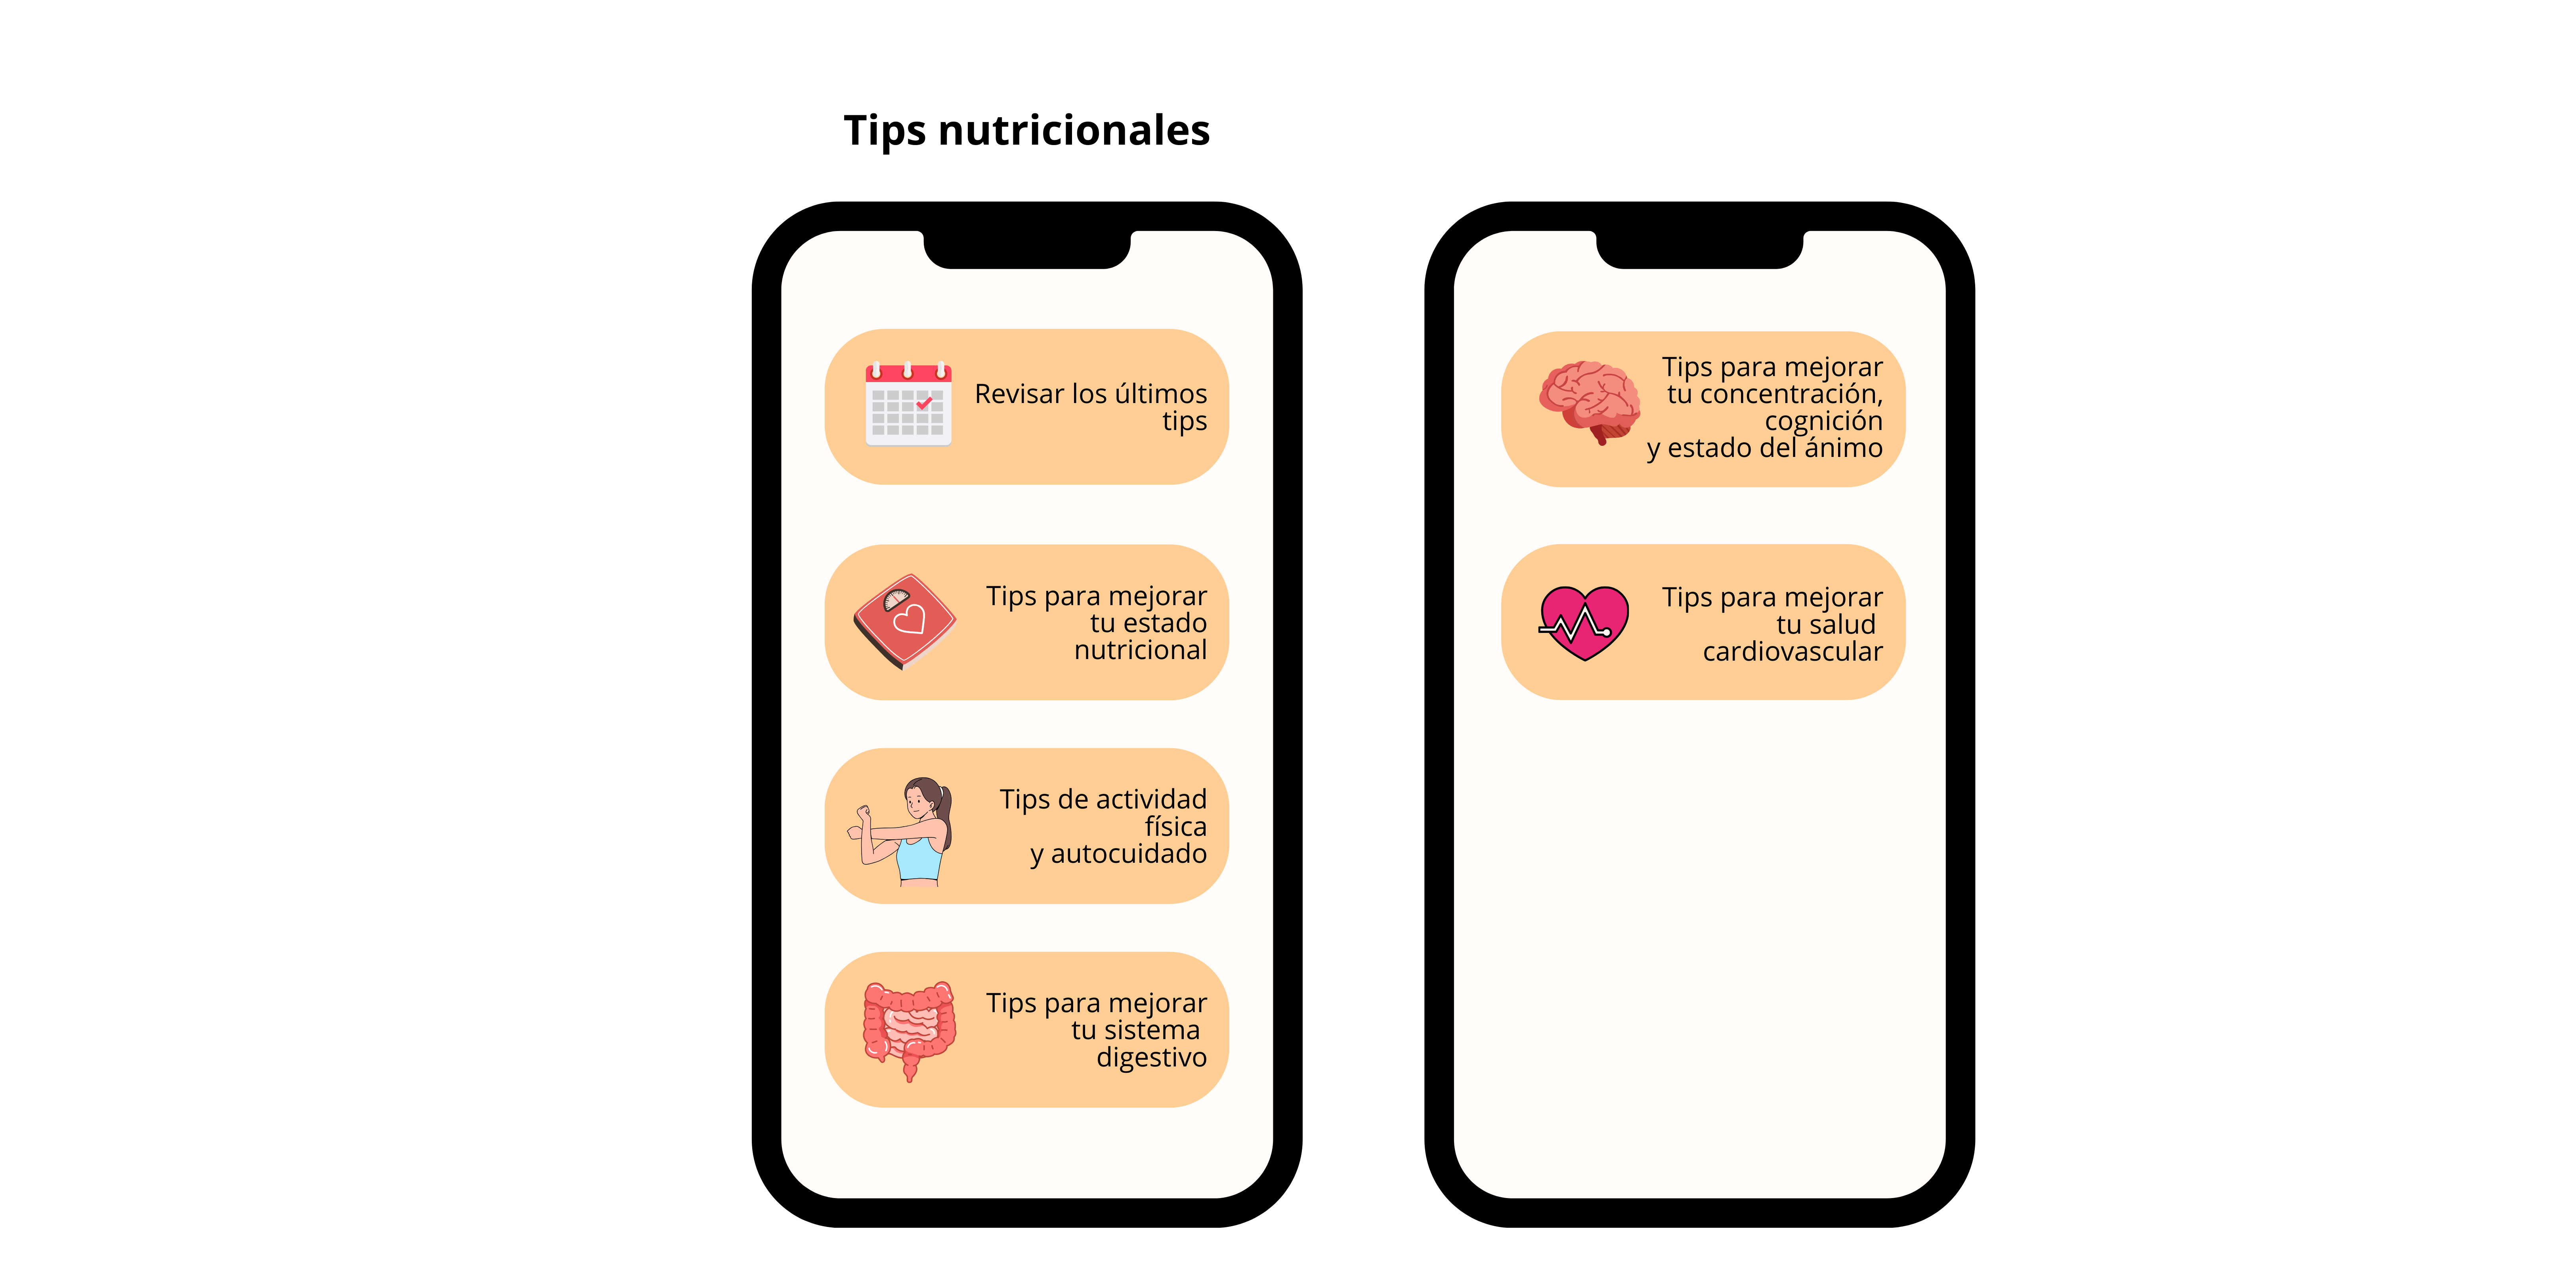 Tips nutricionales
Revisar los últimos
tips
Tips para mejorar
tu estado
nutricional
Tips de actividad
física
y autocuidado
Tips para mejorar
tu sistema
digestivo
Tips para mejorar
tu concentración,
cognición
y estado del ánimo
Tips para mejorar
tu salud
cardiovascular